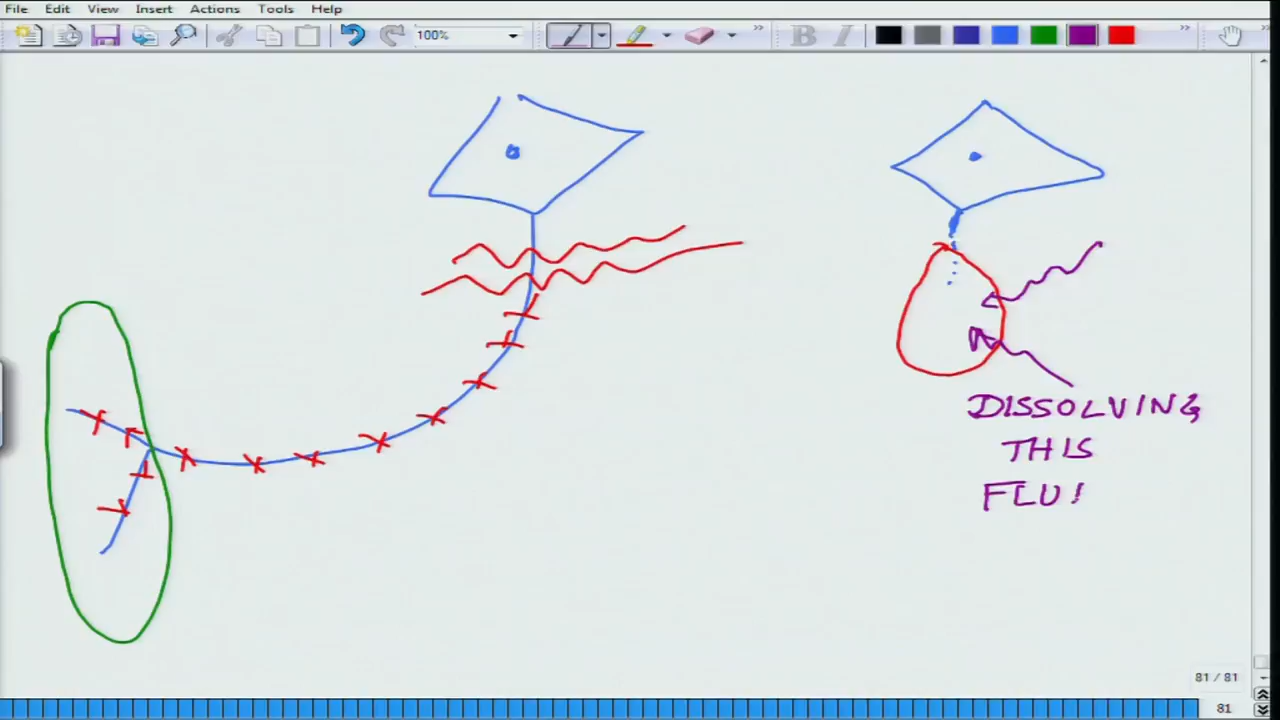 File Edit View Insert Actions Tools Help
100%
B I
DISSOLVING
THIS
FLU
81 / 81
81